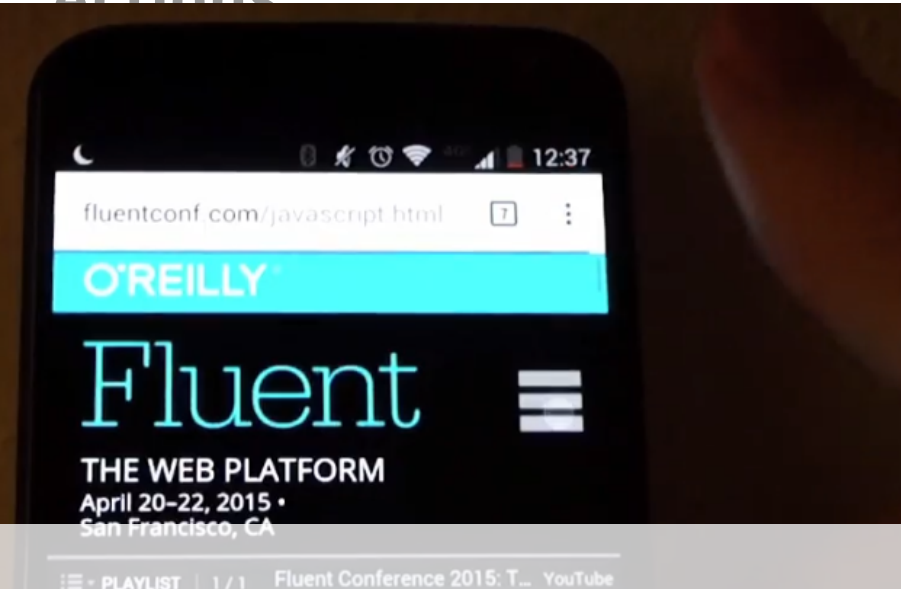 12:37
fluentconf.com/javascript.html 7
O'REILLY
Fluent
THE WEB PLATFORM
April 20–22, 2015 •
San Francisco, CA
PLAYLIST | 1/1 Fluent Conference 2015: T... YouTube